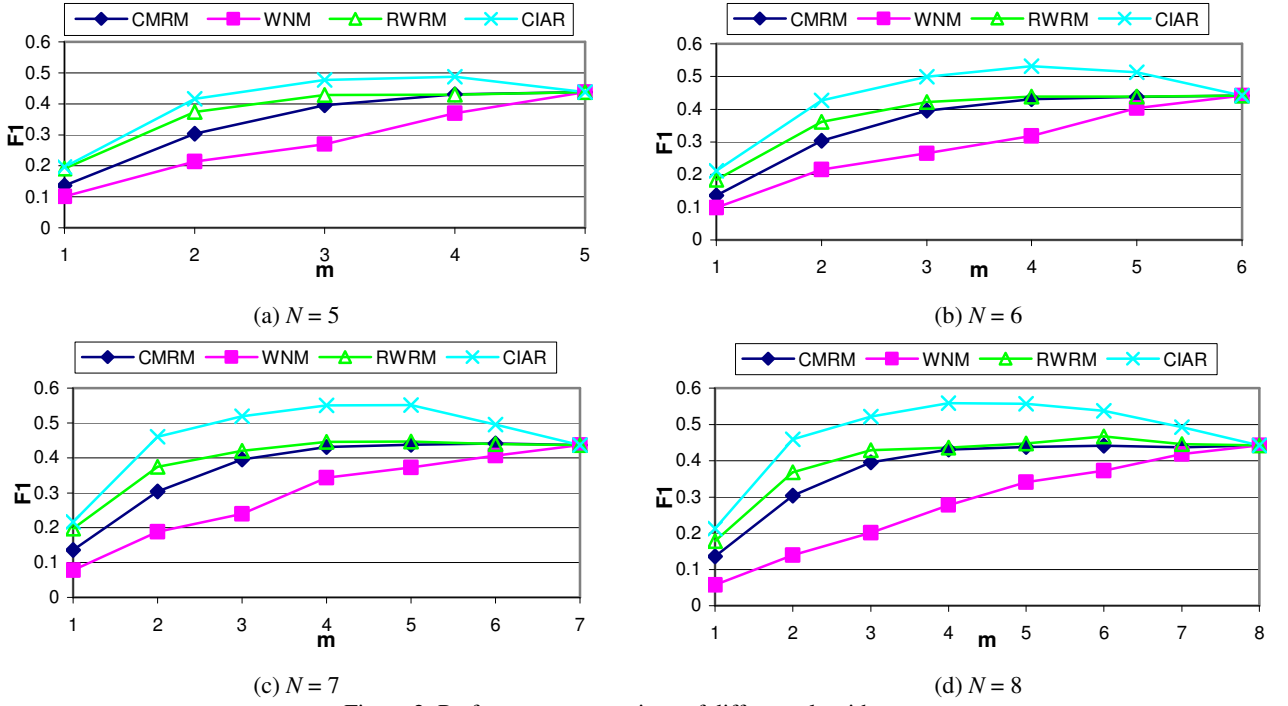 CMRM WNM RWRM CIAR
0.6
0.5
0.4
0.3
0.2
0.1
0
F1
1 2 3 4 5
m
(a) N = 5
CMRM WNM RWRM CIAR
0.6
0.5
0.4
0.3
0.2
0.1
0
F1
1 2 3 4 5 6
m
(b) N = 6
CMRM WNM RWRM CIAR
0.6
0.5
0.4
0.3
0.2
0.1
0
F1
1 2 3 4 5 6 7
m
(c) N = 7
CMRM WNM RWRM CIAR
0.6
0.5
0.4
0.3
0.2
0.1
0
F1
1 2 3 4 5 6 7 8
m
(d) N = 8